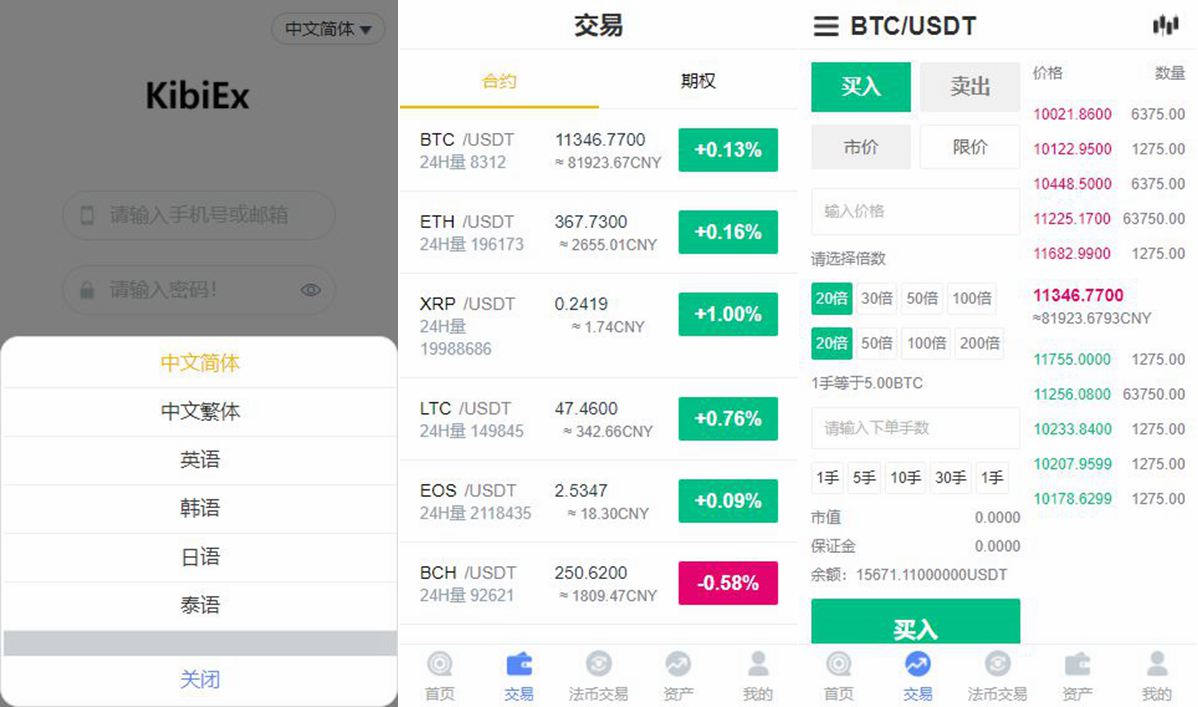 中文简体
KibiEx
请输入手机号或邮箱
请输入密码!
中文简体
中文繁体
英语
韩语
日语
泰语
关闭
交易
合约 期权
BTC /USDT 11346.7700 +0.13%
24H量 8312 ≈ 81923.67CNY
ETH /USDT 367.7300 +0.16%
24H量 196173 ≈ 2655.01CNY
XRP /USDT 0.2419 +1.00%
24H量 ≈ 1.74CNY
19988686
LTC /USDT 47.4600 +0.76%
24H量 149845 ≈ 342.66CNY
EOS /USDT 2.5347 +0.09%
24H量 2118435 ≈ 18.30CNY
BCH /USDT 250.6200 -0.58%
24H量 92621 ≈ 1809.47CNY
首页 交易 法币交易 资产 我的
BTC/USDT
买入 卖出
市价 限价
输入价格
请选择倍数
20倍 30倍 50倍 100倍
20倍 50倍 100倍 200倍
1手等于5.00BTC
请输入下单手数
1手 5手 10手 30手 1手
市值 0.0000
保证金 0.0000
余额: 15671.11000000USDT
买入
价格 数量
10021.8600 6375.00
10122.9500 1275.00
10448.5000 6375.00
11225.1700 63750.00
11682.9900 1275.00
11346.7700
≈81923.6793CNY
11755.0000 1275.00
11256.0800 63750.00
10233.8400 1275.00
10207.9599 1275.00
10178.6299 1275.00
首页 交易 法币交易 资产 我的